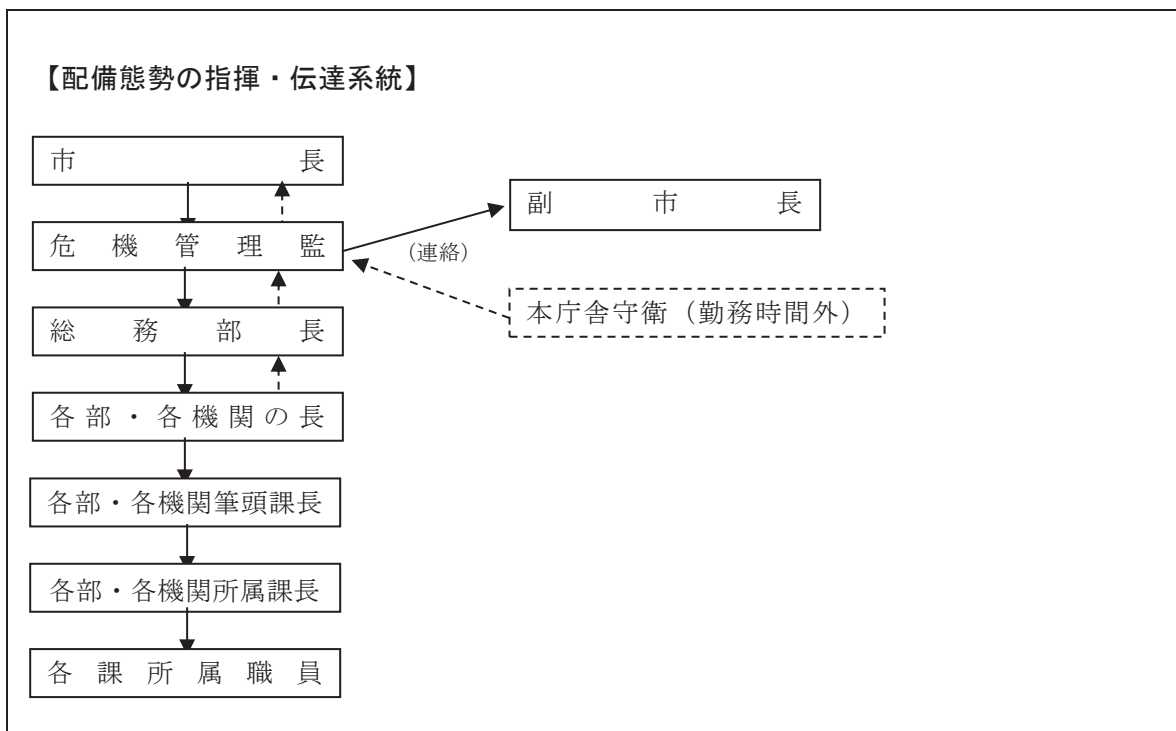 【配備態勢の指揮・伝達系統】
市長
副市長
危機管理監
(連絡)
本庁舎守衛（勤務時間外）
総務部長
各部・各機関の長
各部・各機関筆頭課長
各部・各機関所属課長
各課所属職員